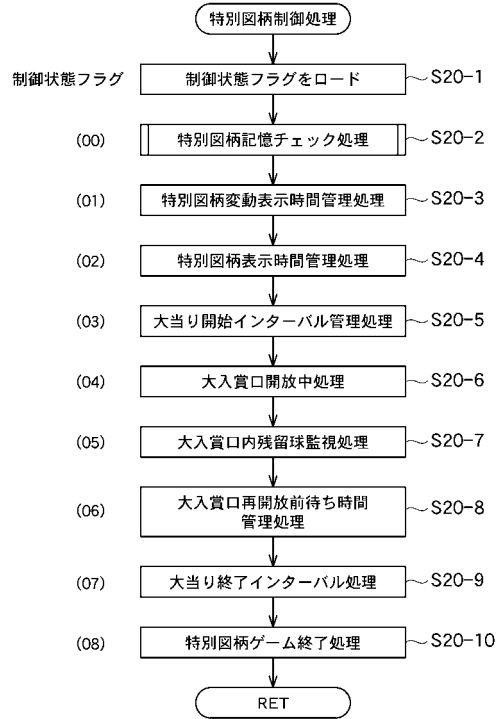 特別図柄制御処理
制御状態フラグ 制御状態フラグをロード S20-1
(00) 特別図柄記憶チェック処理 S20-2
(01) 特別図柄変動表示時間管理処理 S20-3
(02) 特別図柄表示時間管理処理 S20-4
(03) 大当り開始インターバル管理処理 S20-5
(04) 大入賞口開放中処理 S20-6
(05) 大入賞口内残留球監視処理 S20-7
(06) 大入賞口再開放前待ち時間
管理処理 S20-8
(07) 大当り終了インターバル処理 S20-9
(08) 特別図柄ゲーム終了処理 S20-10
RET